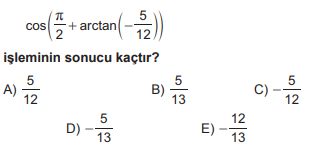 cos(π/2 + arctan(−5/12))
işleminin sonucu kaçtır?
A) 5/12 B) 5/13 C) −5/12
D) −5/13 E) −12/13